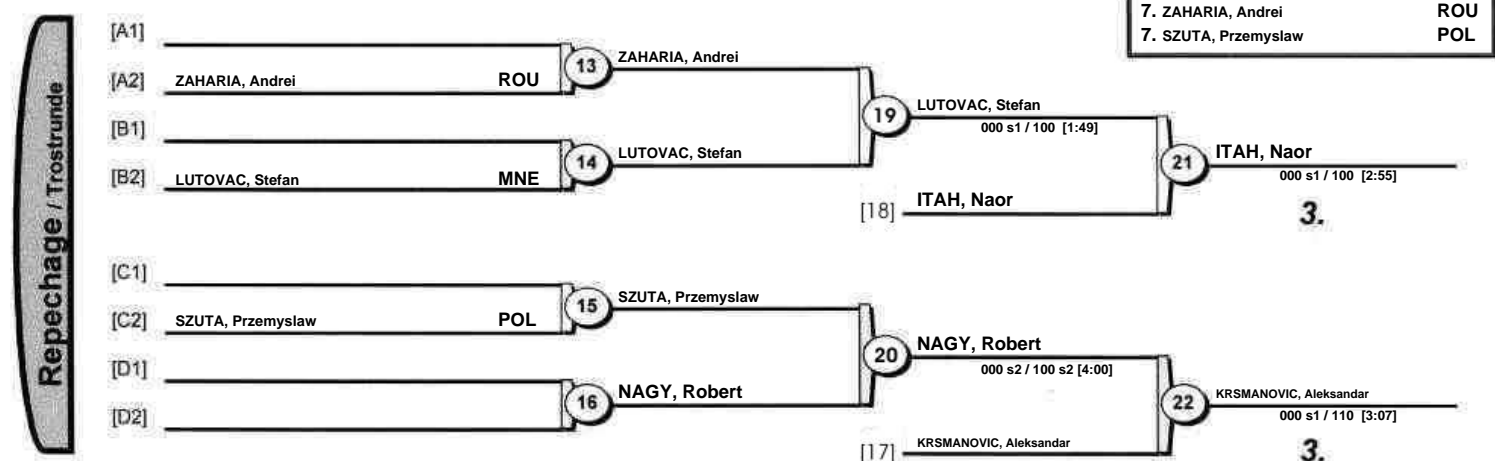 7. ZAHARIA, Andrei ROU
7. SZUTA, Przemyslaw POL
Repechage / Trostrunde
[A1]
[A2] ZAHARIA, Andrei ROU
13 ZAHARIA, Andrei
[B1]
[B2] LUTOVAC, Stefan MNE
14 LUTOVAC, Stefan
19 LUTOVAC, Stefan
000 s1 / 100 [1:49]
[18] ITAH, Naor
21 ITAH, Naor
000 s1 / 100 [2:55]
3.
[C1]
[C2] SZUTA, Przemyslaw POL
15 SZUTA, Przemyslaw
[D1]
[D2]
16 NAGY, Robert
20 NAGY, Robert
000 s2 / 100 s2 [4:00]
[17] KRSMANOVIC, Aleksandar
22 KRSMANOVIC, Aleksandar
000 s1 / 110 [3:07]
3.